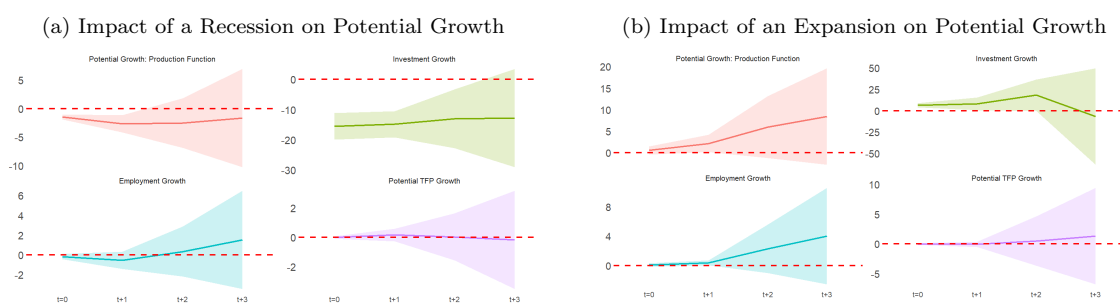 (a) Impact of a Recession on Potential Growth
Potential Growth: Production Function
5
0
-5
-10
Investment Growth
0
-10
-20
-30
Employment Growth
6
4
2
0
-2
t=0 t+1 t+2 t+3
Potential TFP Growth
2
0
-2
t=0 t+1 t+2 t+3
(b) Impact of an Expansion on Potential Growth
Potential Growth: Production Function
20
15
10
5
0
Investment Growth
50
25
0
-25
-50
Employment Growth
8
4
0
t=0 t+1 t+2 t+3
Potential TFP Growth
10
5
0
-5
t=0 t+1 t+2 t+3